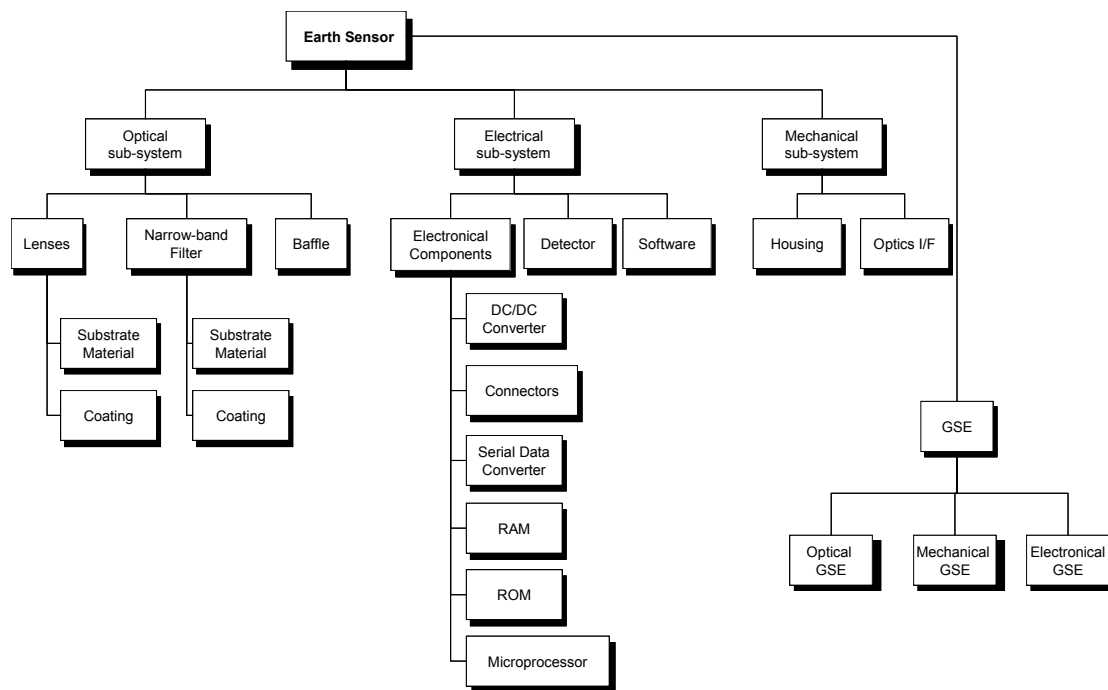 Earth Sensor
Optical
sub-system
Electrical
sub-system
Mechanical
sub-system
Lenses
Narrow-band
Filter
Baffle
Electronical
Components
Detector
Software
Housing
Optics I/F
Substrate
Material
Substrate
Material
Coating
Coating
DC/DC
Converter
Connectors
Serial Data
Converter
RAM
ROM
Microprocessor
GSE
Optical
GSE
Mechanical
GSE
Electronical
GSE